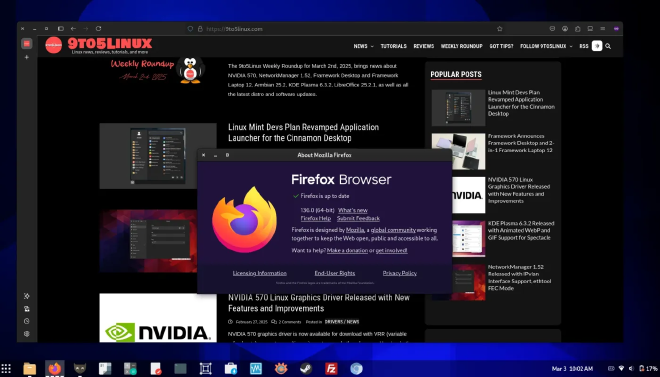 https://9to5linux.com
9TO5LINUX
Linux news, reviews, tutorials, and more
NEWS
TUTORIALS
REVIEWS
WEEKLY ROUNDUP
GOT TIPS?
FOLLOW 9TO5LINUX
RSS
Weekly Roundup
March 2nd, 2025
The 9to5Linux Weekly Roundup for March 2nd, 2025, brings news about
NVIDIA 570, NetworkManager 1.52, Framework Desktop and Framework
Laptop 12, Armbian 25.2, KDE Plasma 6.3.2, LibreOffice 25.2.1, as well as all
the latest distro and software updates.
Linux Mint Devs Plan Revamped Application
Launcher for the Cinnamon Desktop
POPULAR POSTS
Linux Mint Devs Plan
Revamped Application
Launcher for the Cinnamon
Desktop
Framework Announces
Framework Desktop and 2-
in-1 Framework Laptop 12
NVIDIA
NVIDIA 570 Linux
Graphics Driver Released
with New Features and
Improvements
KDE Plasma 6.3.2 Released
with Animated WebP and
GIF Support for Spectacle
NetworkManager 1.52
Released with IPvlan
Interface Support, ethtool
FEC Mode
About Mozilla Firefox
Firefox Browser
Firefox is up to date
136.0 (64-bit) What's new
Firefox Help Submit Feedback
Firefox is designed by Mozilla, a global community working
together to keep the Web open, public and accessible to all.
Want to help? Make a donation or get involved!
Licensing Information
End-User Rights
Privacy Policy
NVIDIA.
NVIDIA 570 Linux Graphics Driver Released with New
Features and Improvements
February 27, 2025 2 Comments Posted in DRIVERS / NEWS
NVIDIA 570 graphics driver is now available for download with VRR (variable
Mar 3 10:02 AM
17%